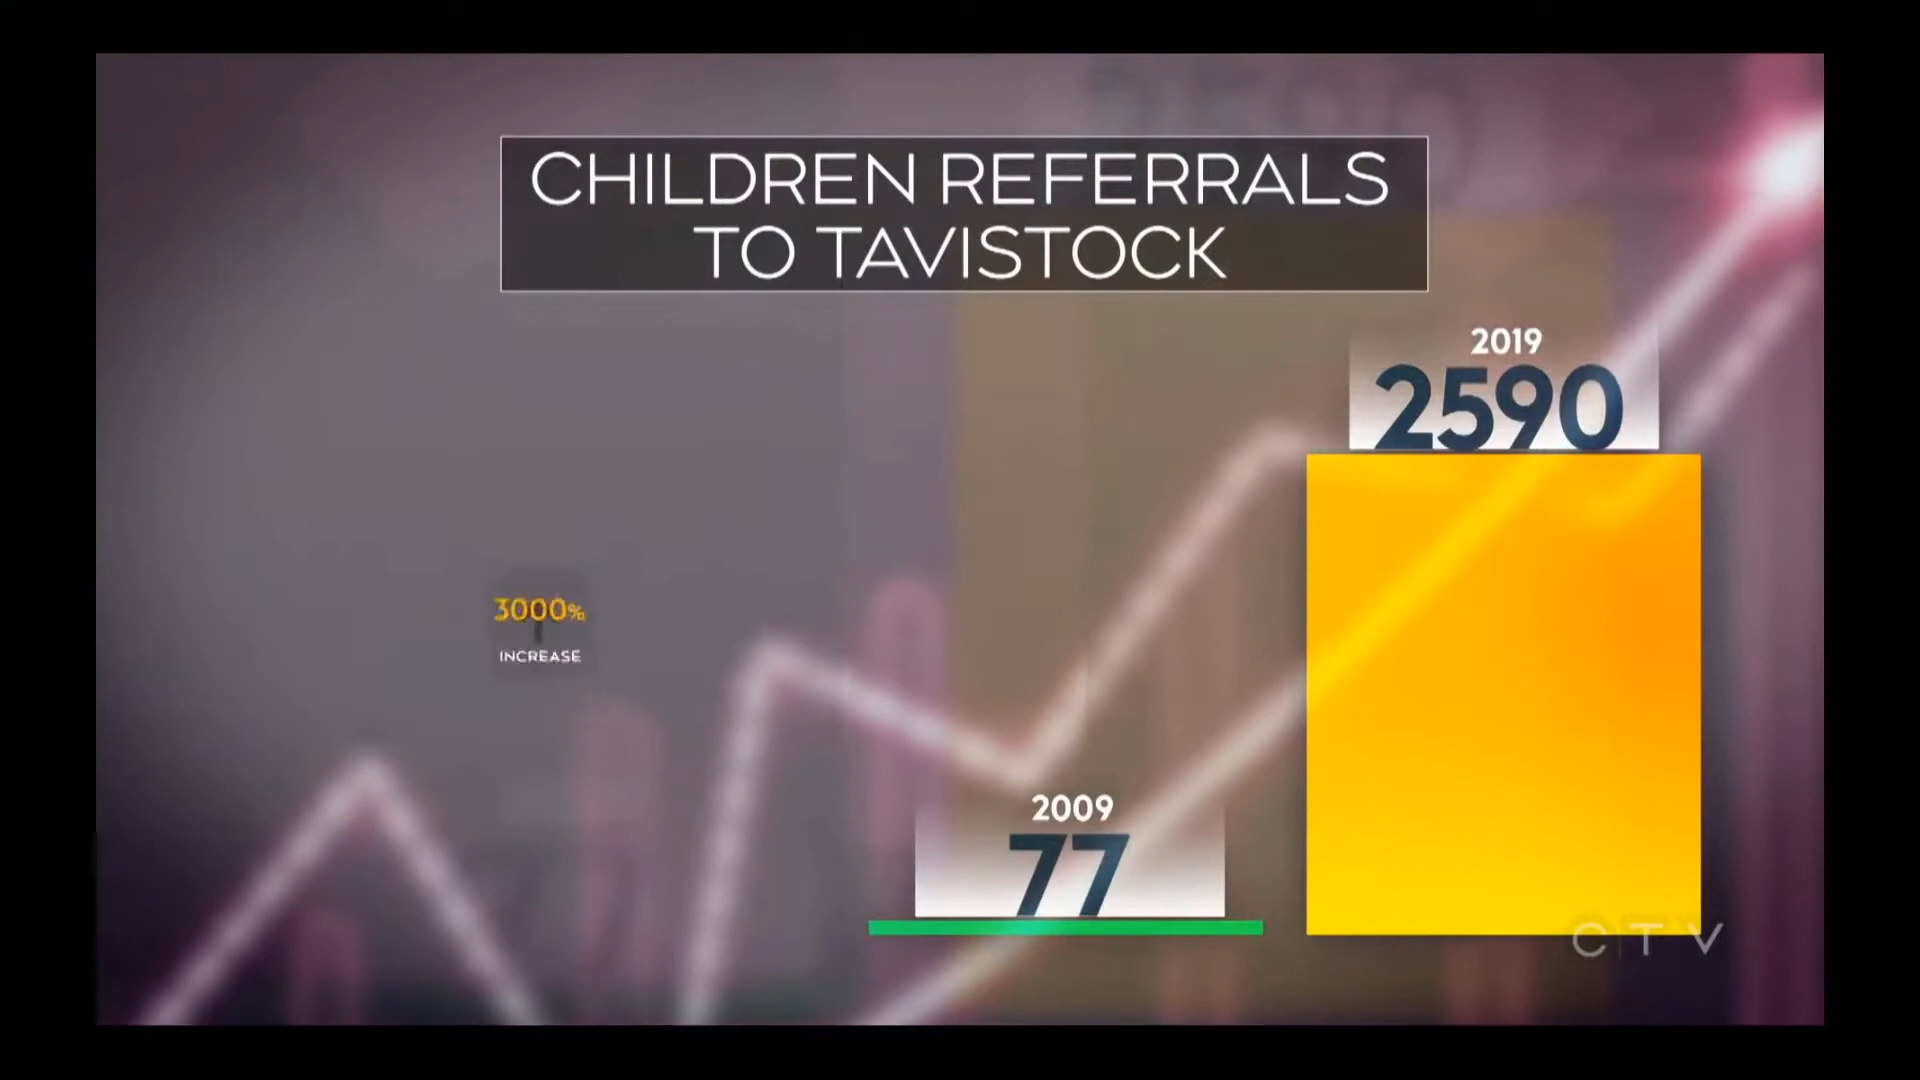 CHILDREN REFERRALS
TO TAVISTOCK
2019
2590
3000%
INCREASE
2009
77
CTV